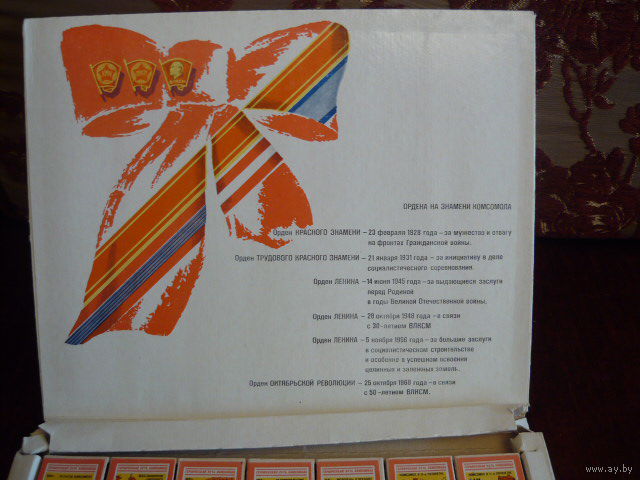 ОРДЕНА НА ЗНАМЕНИ КОМСОМОЛА
Орден КРАСНОГО ЗНАМЕНИ – 23 февраля 1928 года – за мужество и отвагу
на фронтах Гражданской войны.
Орден ТРУДОВОГО КРАСНОГО ЗНАМЕНИ – 21 января 1931 года – за инициативу в деле
социалистического соревнования.
Орден ЛЕНИНА – 14 июня 1945 года – за выдающиеся заслуги
перед Родиной
в годы Великой Отечественной войны.
Орден ЛЕНИНА – 28 октября 1948 года – в связи
с 30-летием ВЛКСМ
Орден ЛЕНИНА – 5 ноября 1956 года – за большие заслуги
в социалистическом строительстве
и особенно в успешном освоении
целинных и залежных земель.
Орден ОКТЯБРЬСКОЙ РЕВОЛЮЦИИ – 25 октября 1968 года – в связи
с 50-летием ВЛКСМ.
www.ay.by